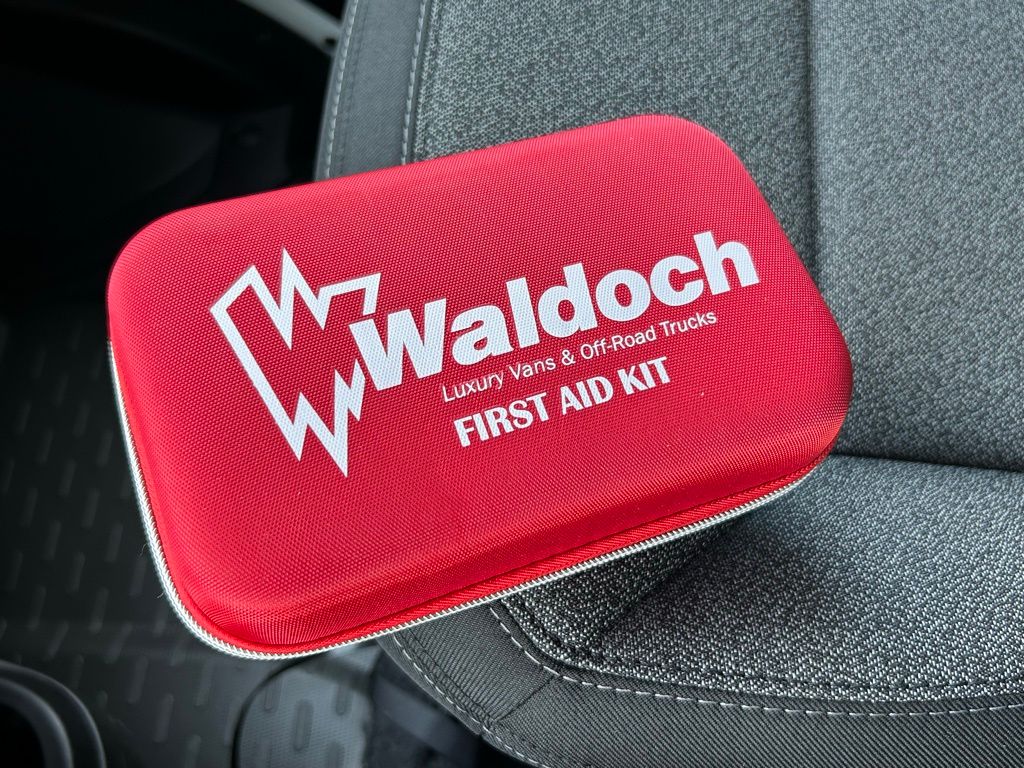 Waldoch
Luxury Vans & Off-Road Trucks
FIRST AID KIT